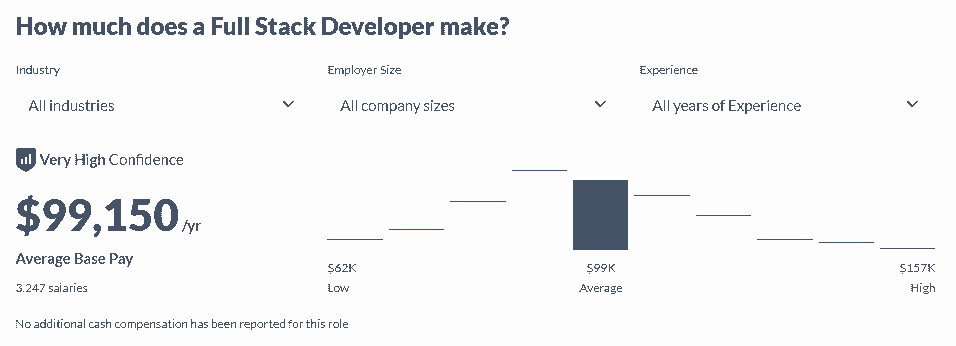 How much does a Full Stack Developer make?
Industry
Employer Size
Experience
All industries
All company sizes
All years of Experience
Very High Confidence
$99,150 /yr
Average Base Pay
3,247 salaries
$62K
Low
$99K
Average
$157K
High
No additional cash compensation has been reported for this role